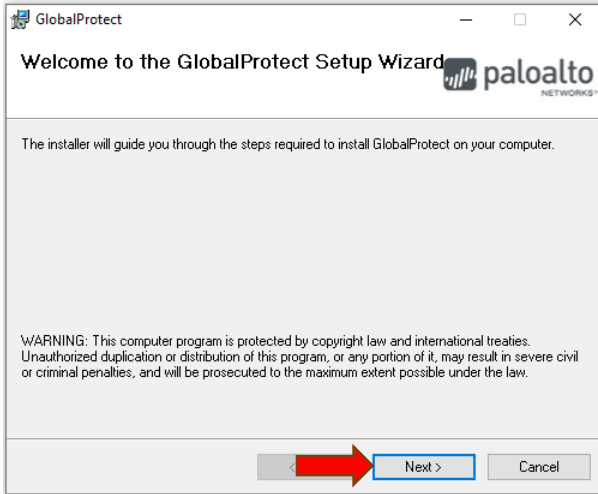 GlobalProtect
Welcome to the GlobalProtect Setup Wizard
paloalto
NETWORKS
The installer will guide you through the steps required to install GlobalProtect on your computer.
WARNING: This computer program is protected by copyright law and international treaties.
Unauthorized duplication or distribution of this program, or any portion of it, may result in severe civil
or criminal penalties, and will be prosecuted to the maximum extent possible under the law.
<
Next >
Cancel